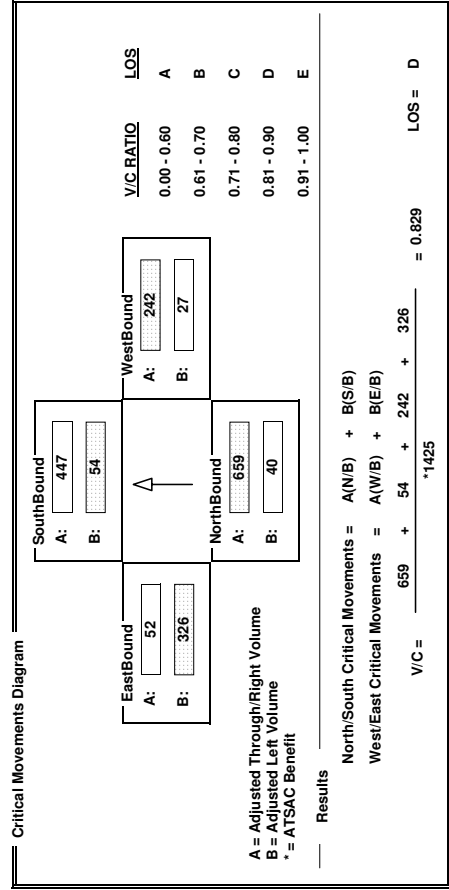 Critical Movements Diagram
SouthBound
A: 447
B: 54
EastBound
A: 52
B: 326
WestBound
A: 242
B: 27
NorthBound
A: 659
B: 40
A = Adjusted Through/Right Volume
B = Adjusted Left Volume
* = ATSAC Benefit
V/C RATIO LOS
0.00 - 0.60 A
0.61 - 0.70 B
0.71 - 0.80 C
0.81 - 0.90 D
0.91 - 1.00 E
Results
North/South Critical Movements = A(N/B) + B(S/B)
West/East Critical Movements = A(W/B) + B(E/B)
V/C = 659 + 54 + 242 + 326 = 0.829 LOS = D
*1425